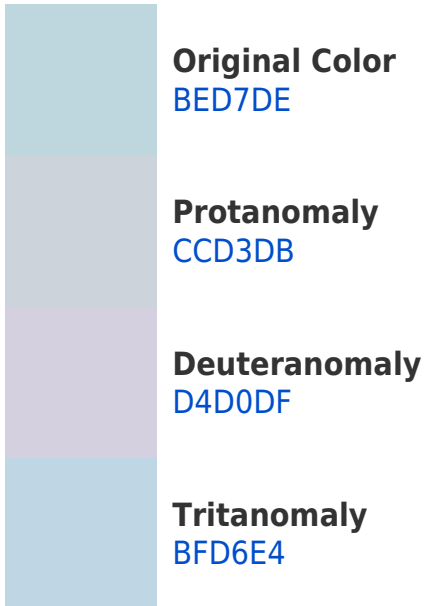 Original Color
BED7DE
Protanomaly
CCD3DB
Deuteranomaly
D4D0DF
Tritanomaly
BFD6E4